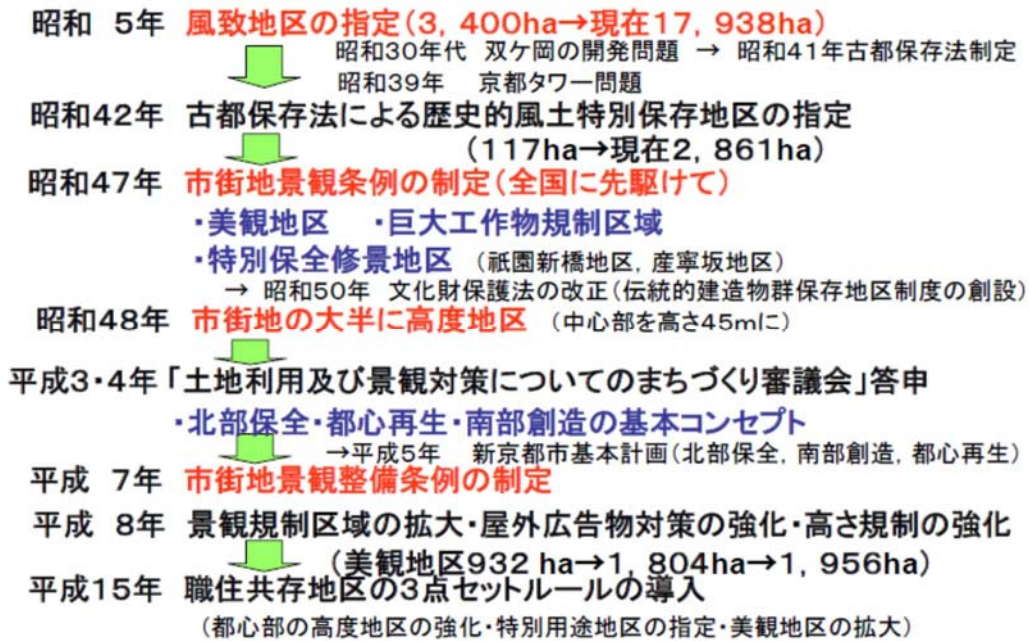 昭和　5年　風致地区の指定（3，400ha→現在17，938ha）
昭和30年代　双ケ岡の開発問題　→　昭和41年古都保存法制定
昭和39年　　京都タワー問題
昭和42年　古都保存法による歴史的風土特別保存地区の指定
（117ha→現在2，861ha）
昭和47年　市街地景観条例の制定（全国に先駆けて）
・美観地区　・巨大工作物規制区域
・特別保全修景地区　（祇園新橋地区，産寧坂地区）
→　昭和50年　文化財保護法の改正（伝統的建造物群保存地区制度の創設）
昭和48年　市街地の大半に高度地区　（中心部を高さ45mに）
平成3・4年「土地利用及び景観対策についてのまちづくり審議会」答申
・北部保全・都心再生・南部創造の基本コンセプト
→平成5年　新京都市基本計画（北部保全，南部創造，都心再生）
平成　7年　市街地景観整備条例の制定
平成　8年　景観規制区域の拡大・屋外広告物対策の強化・高さ規制の強化
（美観地区932 ha→1，804ha→1，956ha）
平成15年　職住共存地区の3点セットルールの導入
（都心部の高度地区の強化・特別用途地区の指定・美観地区の拡大）